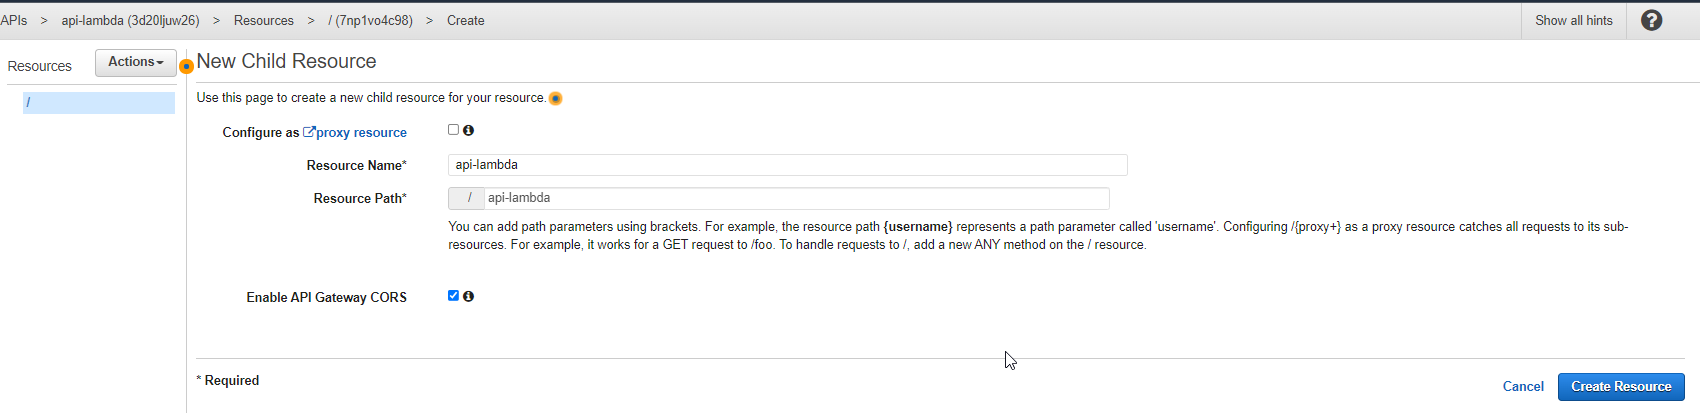 APIs > api-lambda (3d20ljuw26) > Resources > / (7np1vo4c98) > Create
Show all hints
Resources
Actions
New Child Resource
/
Use this page to create a new child resource for your resource.
Configure as proxy resource
Resource Name*
api-lambda
Resource Path*
/ api-lambda
You can add path parameters using brackets. For example, the resource path {username} represents a path parameter called 'username'. Configuring /{proxy+} as a proxy resource catches all requests to its sub-
resources. For example, it works for a GET request to /foo. To handle requests to /, add a new ANY method on the / resource.
Enable API Gateway CORS
* Required
Cancel
Create Resource